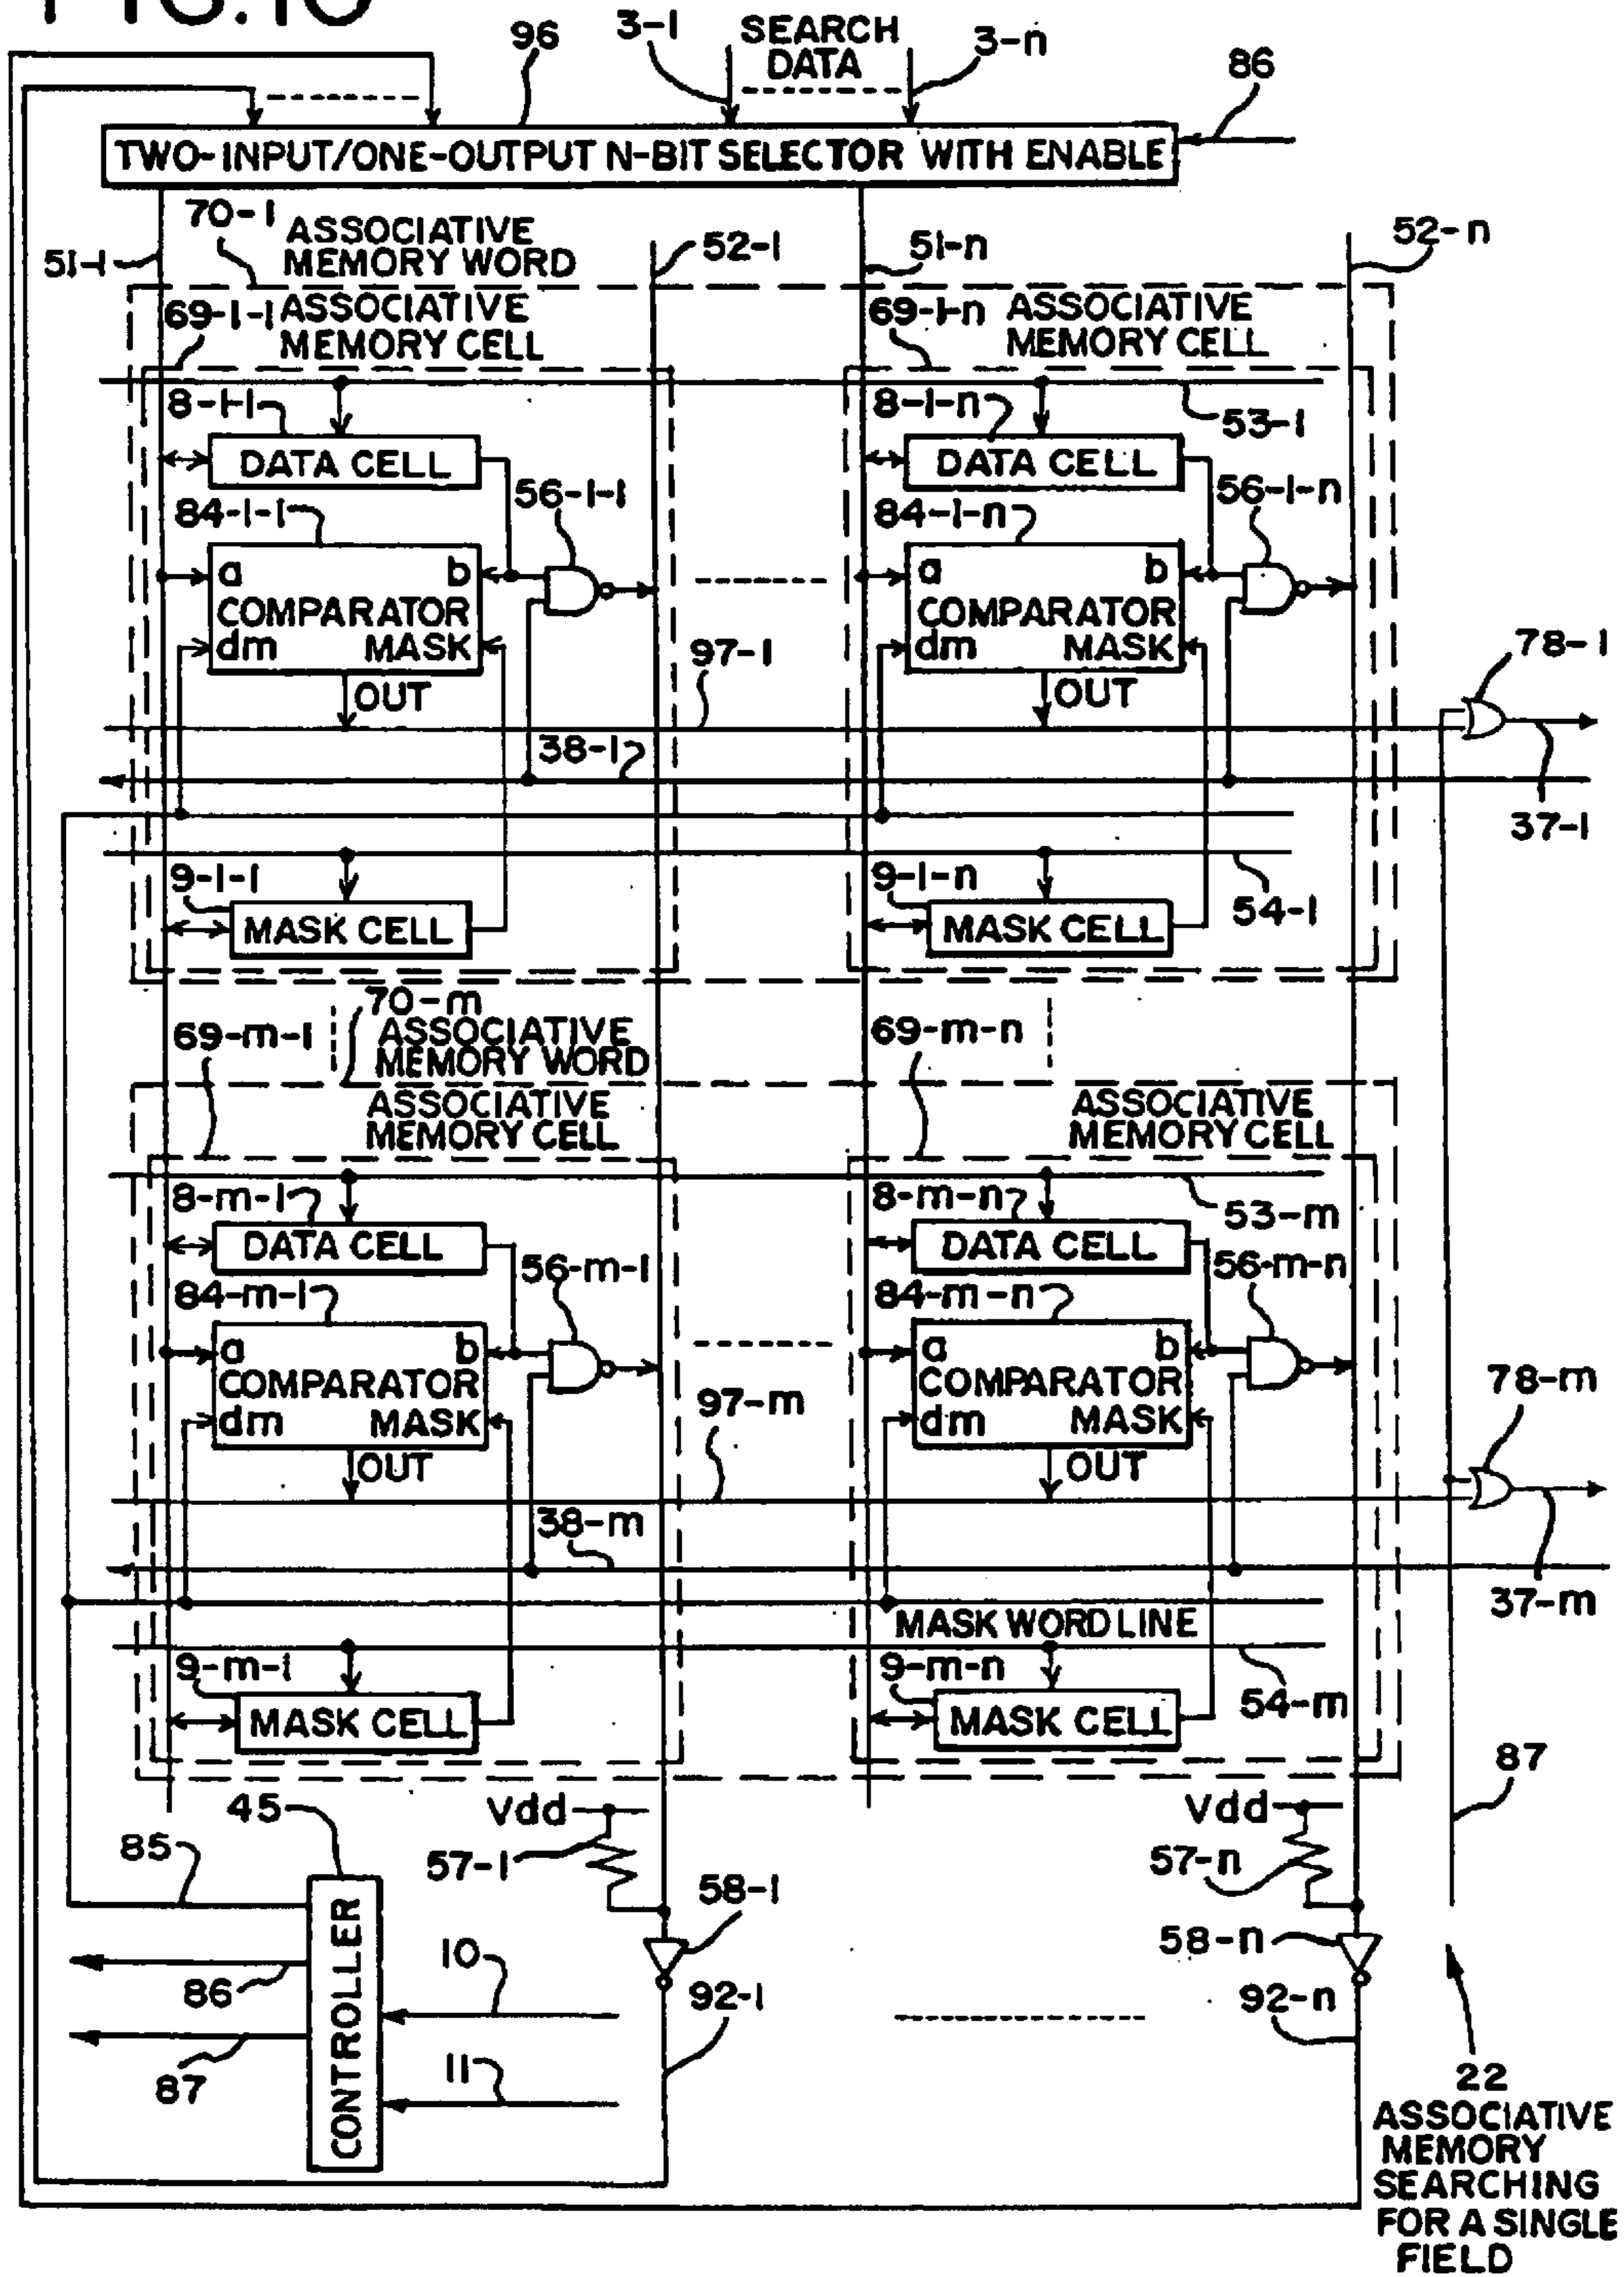 FIG.10
96
3-1
SEARCH
DATA
3-n
86
TWO-INPUT/ONE-OUTPUT N-BIT SELECTOR WITH ENABLE
70-1
ASSOCIATIVE
MEMORY WORD
51-1
52-1
51-n
52-n
69-1-1
ASSOCIATIVE
MEMORY CELL
69-1-n
ASSOCIATIVE
MEMORY CELL
8-1-1
8-1-n
53-1
DATA CELL
DATA CELL
56-1-1
56-1-n
84-1-1
84-1-n
a b
COMPARATOR
dm MASK
OUT
a b
COMPARATOR
dm MASK
OUT
97-1
78-1
38-1
37-1
9-1-1
9-1-n
54-1
MASK CELL
MASK CELL
70-m
ASSOCIATIVE
MEMORY WORD
69-m-1
69-m-n
ASSOCIATIVE
MEMORY CELL
ASSOCIATIVE
MEMORY CELL
8-m-1
8-m-n
53-m
DATA CELL
DATA CELL
56-m-1
56-m-n
84-m-1
84-m-n
a b
COMPARATOR
dm MASK
OUT
a b
COMPARATOR
dm MASK
OUT
97-m
78-m
38-m
37-m
MASK WORD LINE
9-m-1
9-m-n
54-m
MASK CELL
MASK CELL
87
45
Vdd
Vdd
85
57-1
57-n
58-1
58-n
CONTROLLER
86
10
92-1
92-n
87
11
22
ASSOCIATIVE
MEMORY
SEARCHING
FOR A SINGLE
FIELD